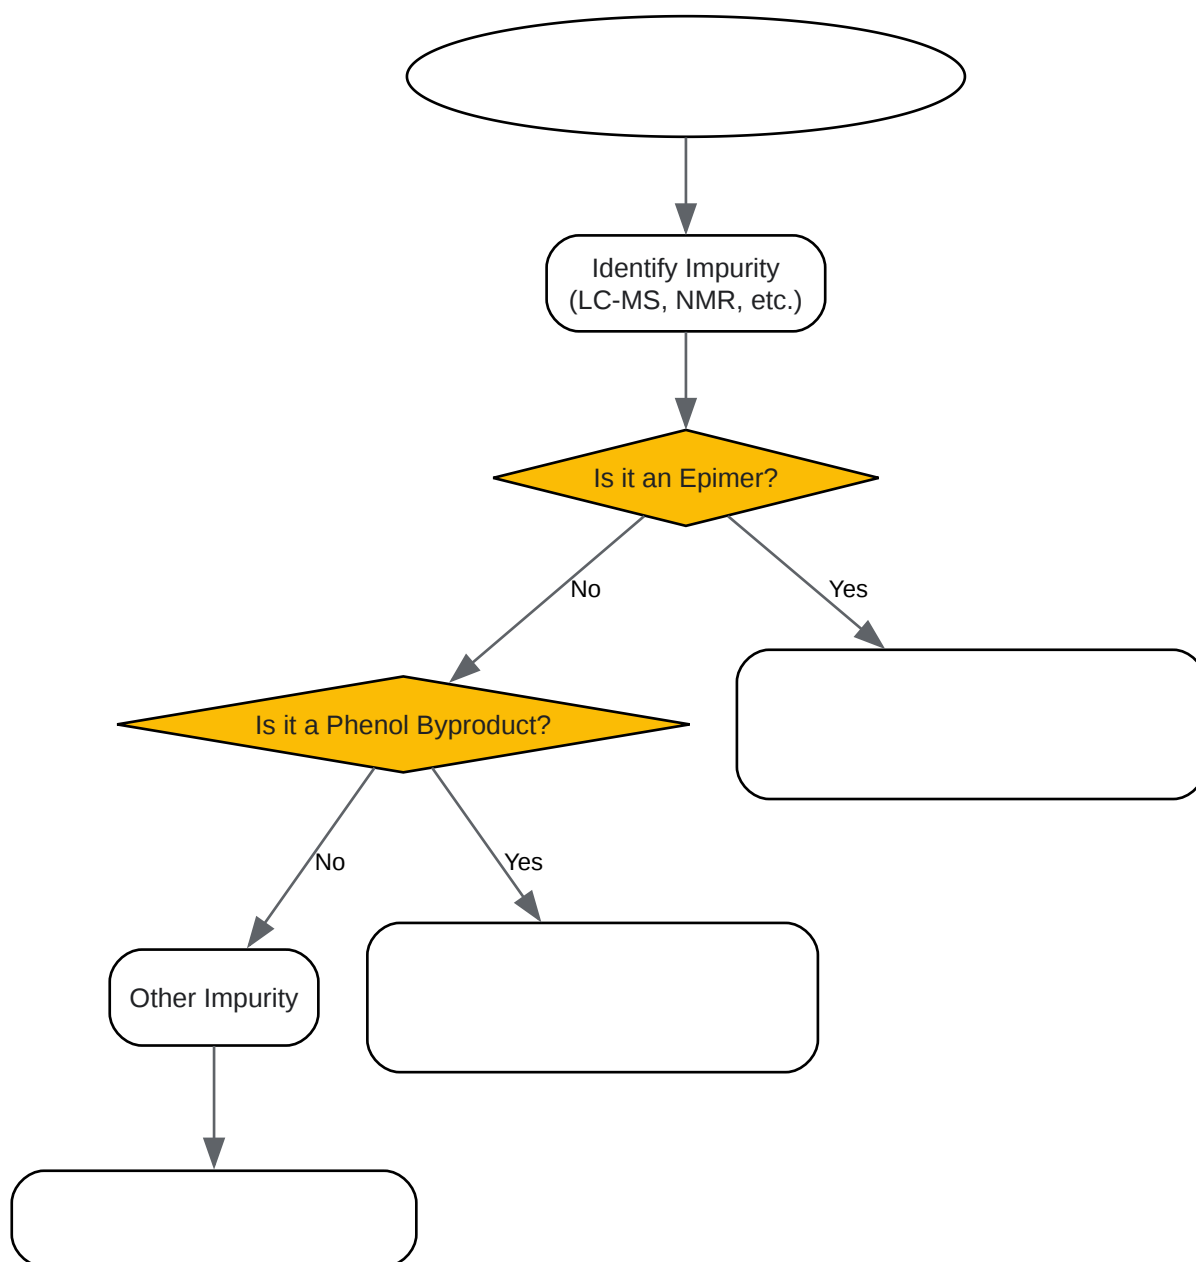 Identify Impurity
(LC-MS, NMR, etc.)
Is it an Epimer?
No
Yes
Is it a Phenol Byproduct?
No
Yes
Other Impurity